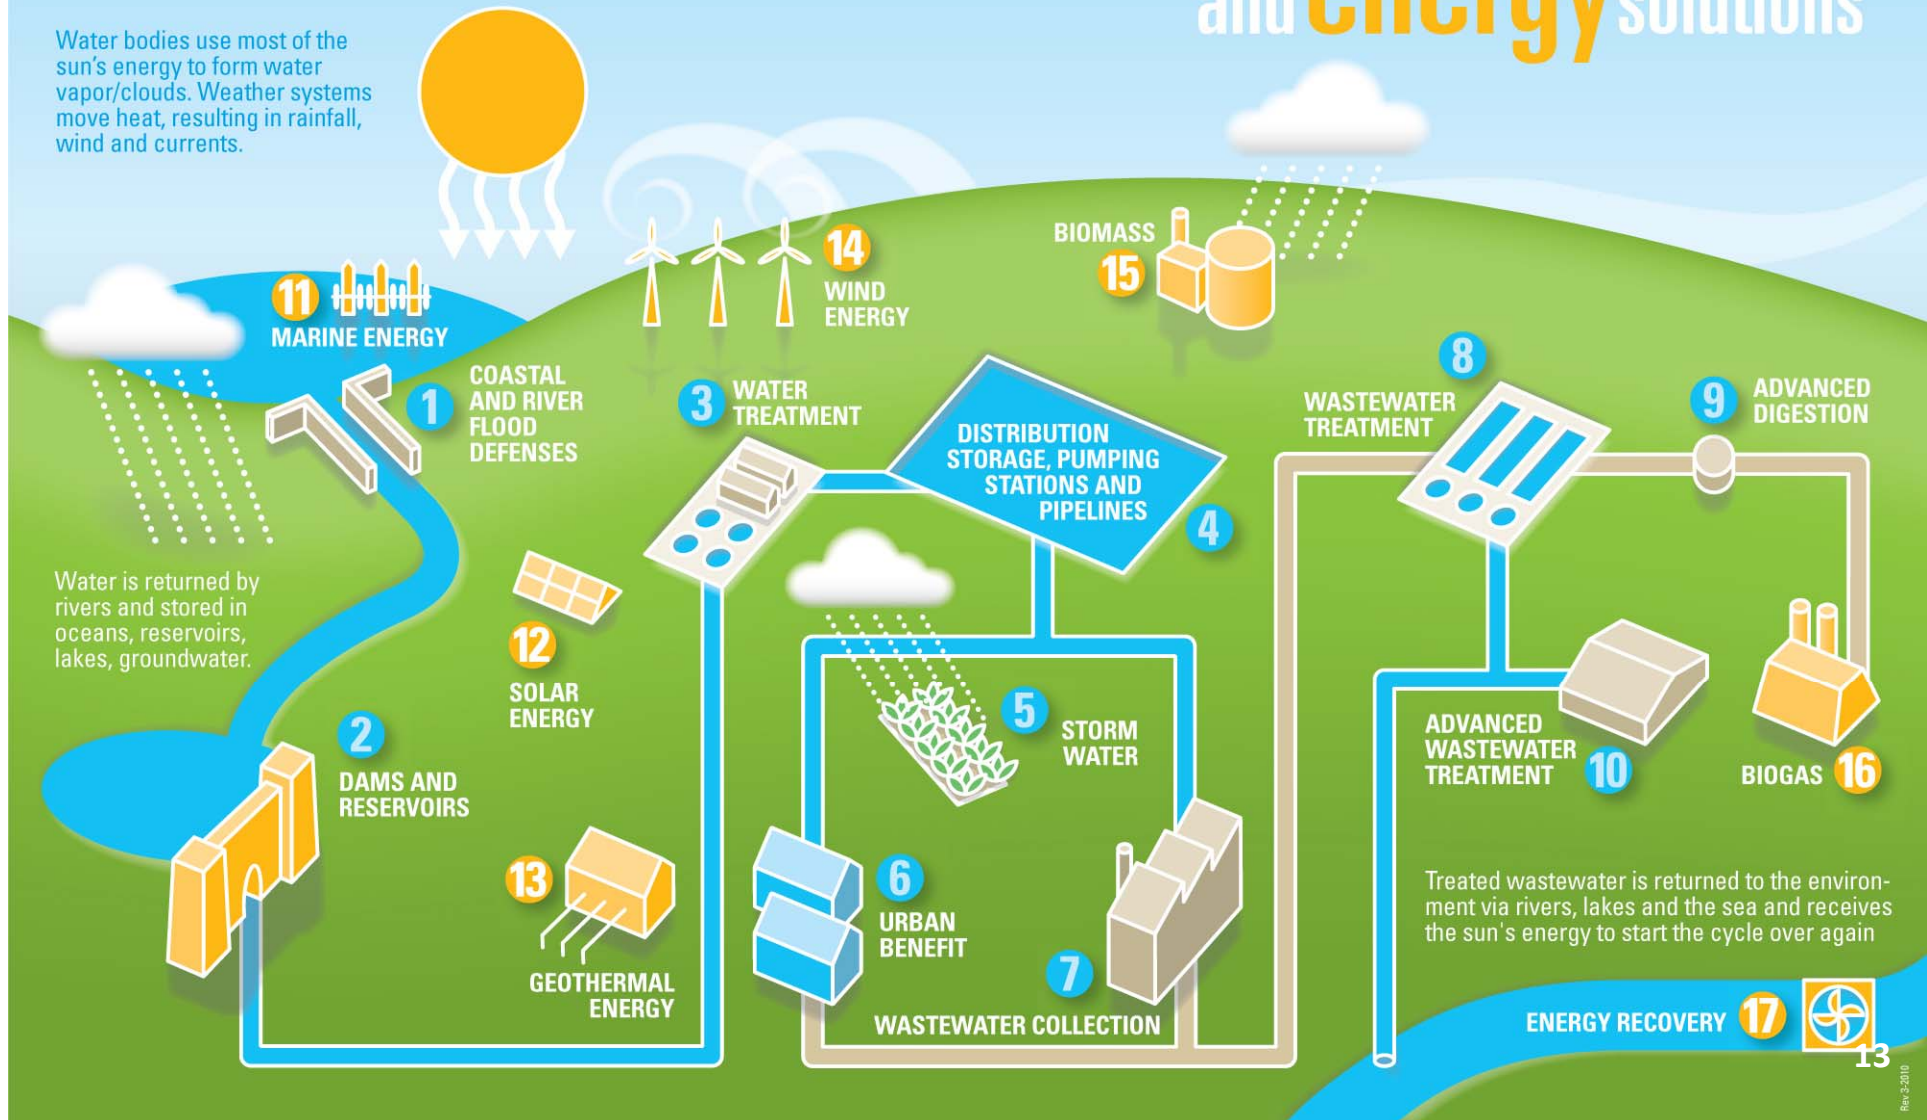 and energy solutions
Water bodies use most of the
sun's energy to form water
vapor/clouds. Weather systems
move heat, resulting in rainfall,
wind and currents.
14
WIND
ENERGY
BIOMASS
15
11
MARINE ENERGY
1
COASTAL
AND RIVER
FLOOD
DEFENSES
3
WATER
TREATMENT
DISTRIBUTION
STORAGE, PUMPING
STATIONS AND
PIPELINES
4
8
WASTEWATER
TREATMENT
9
ADVANCED
DIGESTION
Water is returned by
rivers and stored in
oceans, reservoirs,
lakes, groundwater.
12
SOLAR
ENERGY
2
DAMS AND
RESERVOIRS
5
STORM
WATER
ADVANCED
WASTEWATER
TREATMENT
10
BIOGAS
16
13
GEOTHERMAL
ENERGY
6
URBAN
BENEFIT
7
WASTEWATER COLLECTION
Treated wastewater is returned to the environ-
ment via rivers, lakes and the sea and receives
the sun's energy to start the cycle over again
ENERGY RECOVERY
17
13
Rev 3-2010